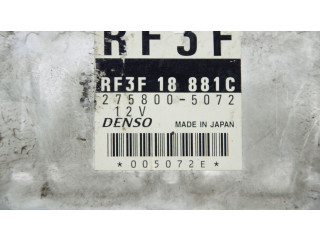 RF3F
RF3F 18 881C
275800-5072
12V
DENSO MADE IN JAPAN
*005072E*